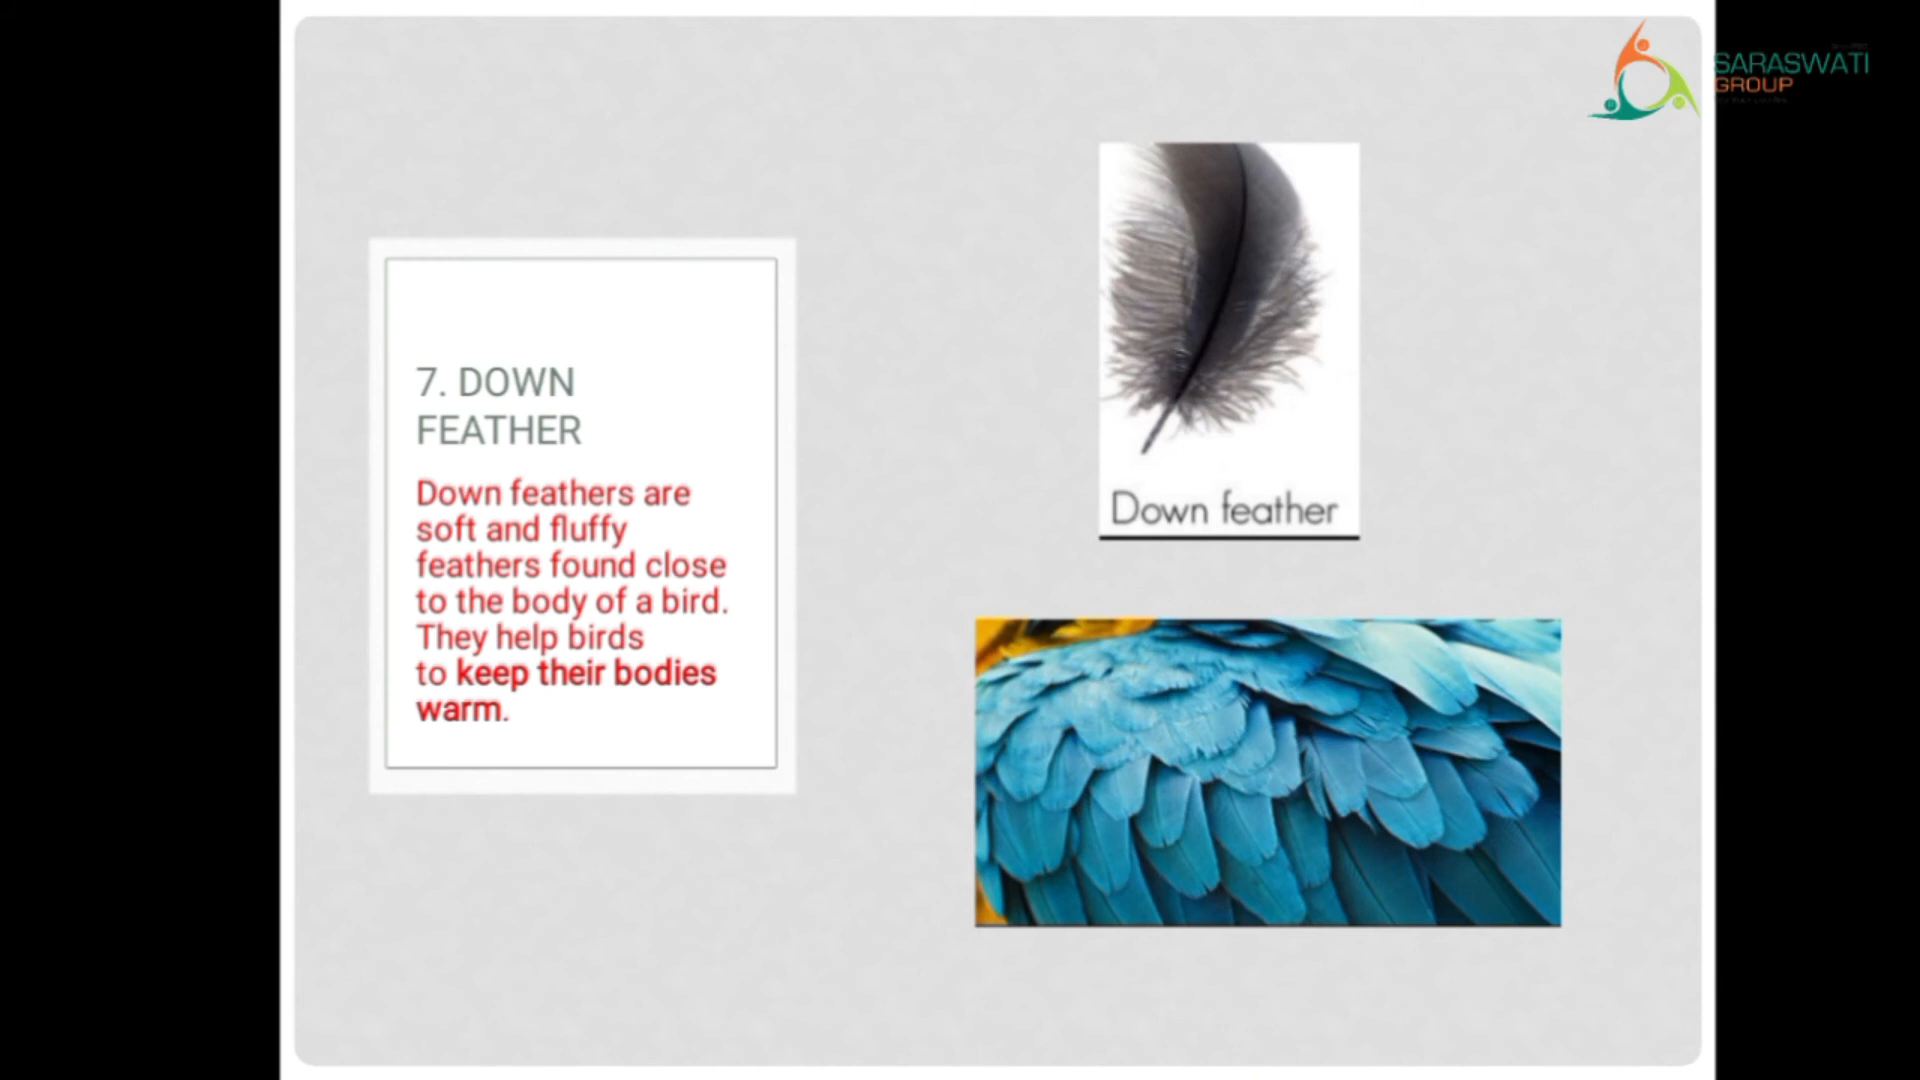 SARASWATI
GROUP
7. DOWN
FEATHER
Down feathers are
soft and fluffy
feathers found close
to the body of a bird.
They help birds
to keep their bodies
warm.
Down feather